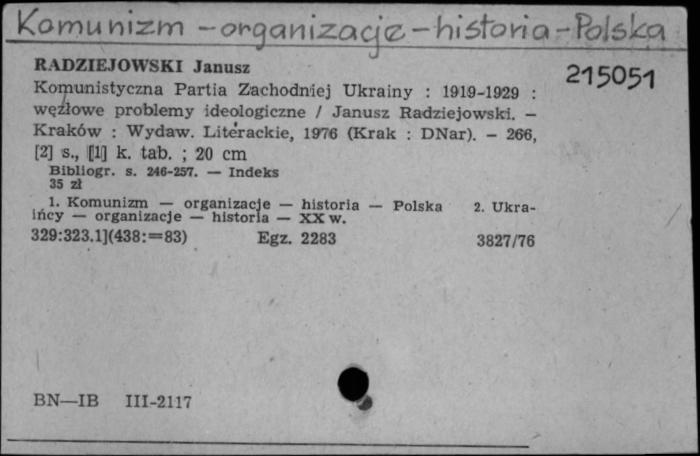 Komunizm - organizacje - historia - Polska
RADZIEJOWSKI Janusz
215051
Komunistyczna Partia Zachodniej Ukrainy : 1919-1929 :
węzłowe problemy ideologiczne / Janusz Radziejowski. —
Kraków : Wydaw. Literackie, 1976 (Krak : DNar). — 266,
[2] s., [1] k. tab. ; 20 cm
Bibliogr. s. 246-257. — Indeks
35 zł
1. Komunizm — organizacje — historia — Polska 2. Ukra-
ińcy — organizacje — historia — XX w.
329:323.1](438:=83) Egz. 2283 3827/76
BN—IB III-2117